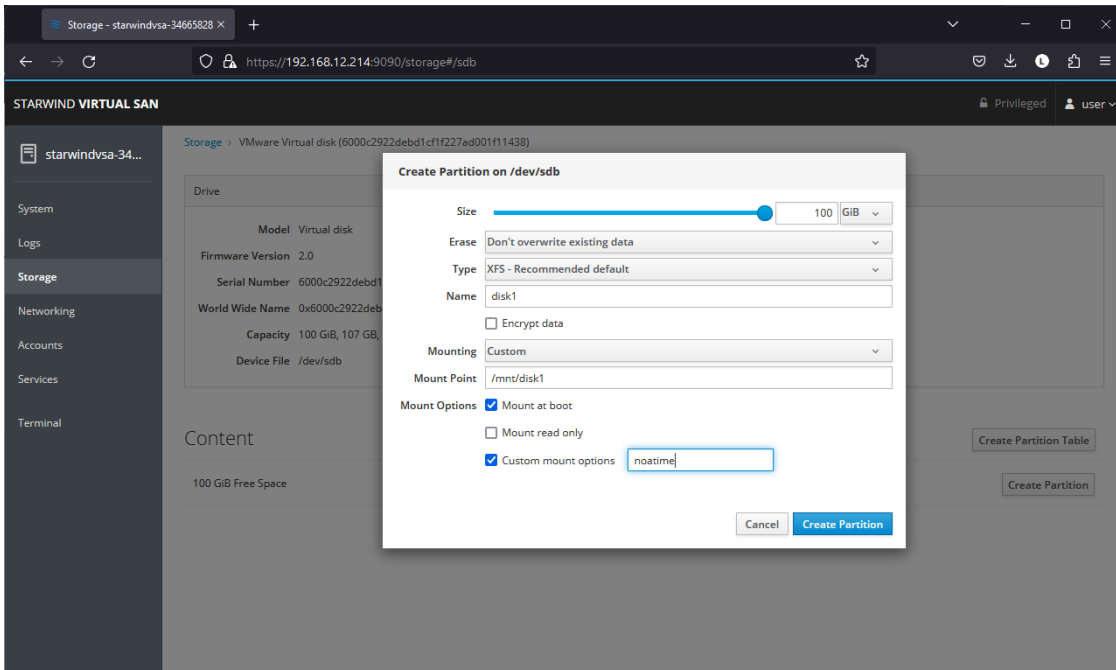 Storage - starwindvsa-34665828
https://192.168.12.214:9090/storage#/sdb
L
STARWIND VIRTUAL SAN
Privileged
user
starwindvsa-34...
System
Logs
Storage
Networking
Accounts
Services
Terminal
Storage > VMware Virtual disk (6000c2922debd1cf1f227ad001f11438)
Drive
Model Virtual disk
Firmware Version 2.0
Serial Number 6000c2922debd1
World Wide Name 0x6000c2922deb
Capacity 100 GiB, 107 GB,
Device File /dev/sdb
Content
Create Partition Table
100 GiB Free Space
Create Partition
Create Partition on /dev/sdb
Size 100 GiB
Erase Don't overwrite existing data
Type XFS - Recommended default
Name disk1
Encrypt data
Mounting Custom
Mount Point /mnt/disk1
Mount Options Mount at boot
Mount read only
Custom mount options noatime
Cancel Create Partition